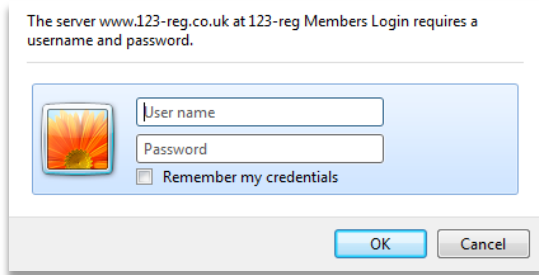 The server www.123-reg.co.uk at 123-reg Members Login requires a
username and password.
User name
Password
Remember my credentials
OK
Cancel